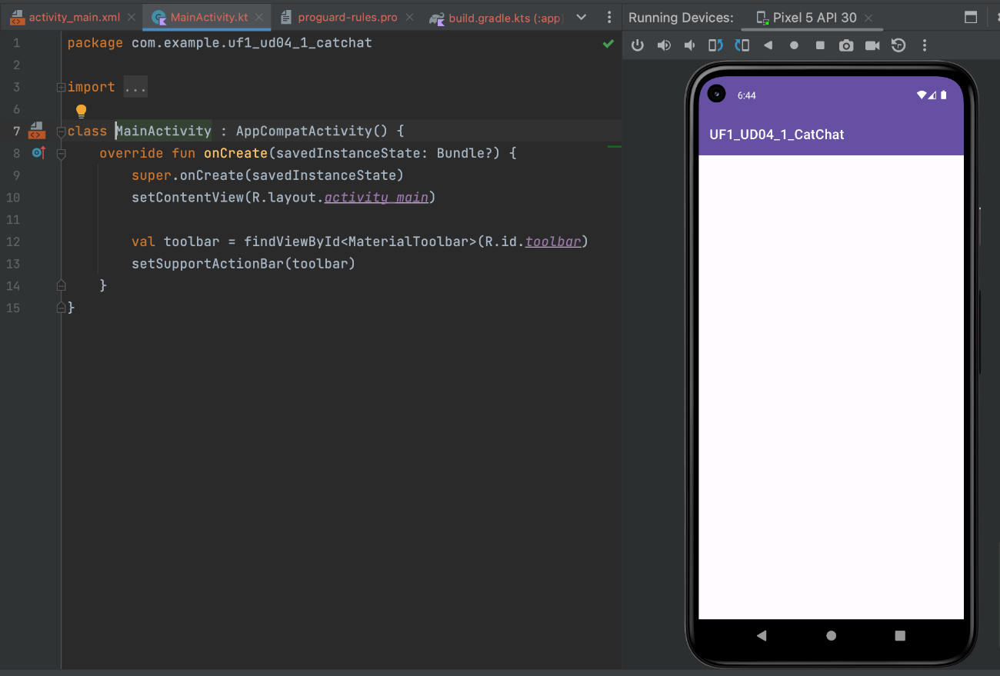 activity_main.xml MainActivity.kt proguard-rules.pro build.gradle.kts (:app) Running Devices: Pixel 5 API 30
1 package com.example.uf1_ud04_1_catchat
2
3 import ...
6
7 class MainActivity : AppCompatActivity() {
8 override fun onCreate(savedInstanceState: Bundle?) {
9 super.onCreate(savedInstanceState)
10 setContentView(R.layout.activity_main)
11
12 val toolbar = findViewById<MaterialToolbar>(R.id.toolbar)
13 setSupportActionBar(toolbar)
14 }
15 }
6:44
UF1_UD04_1_CatChat